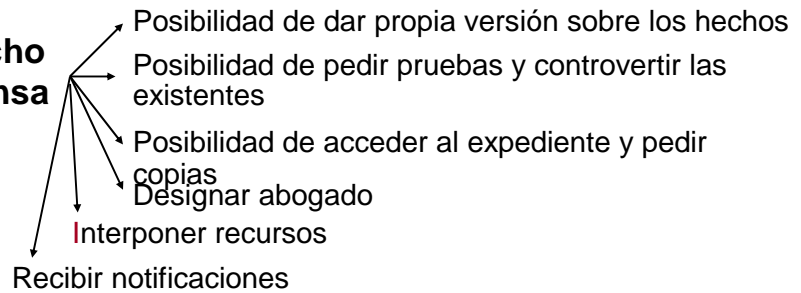 Posibilidad de dar propia versión sobre los hechos
cho
Posibilidad de pedir pruebas y controvertir las
nsa
existentes
Posibilidad de acceder al expediente y pedir
copias
Designar abogado
Interponer recursos
Recibir notificaciones